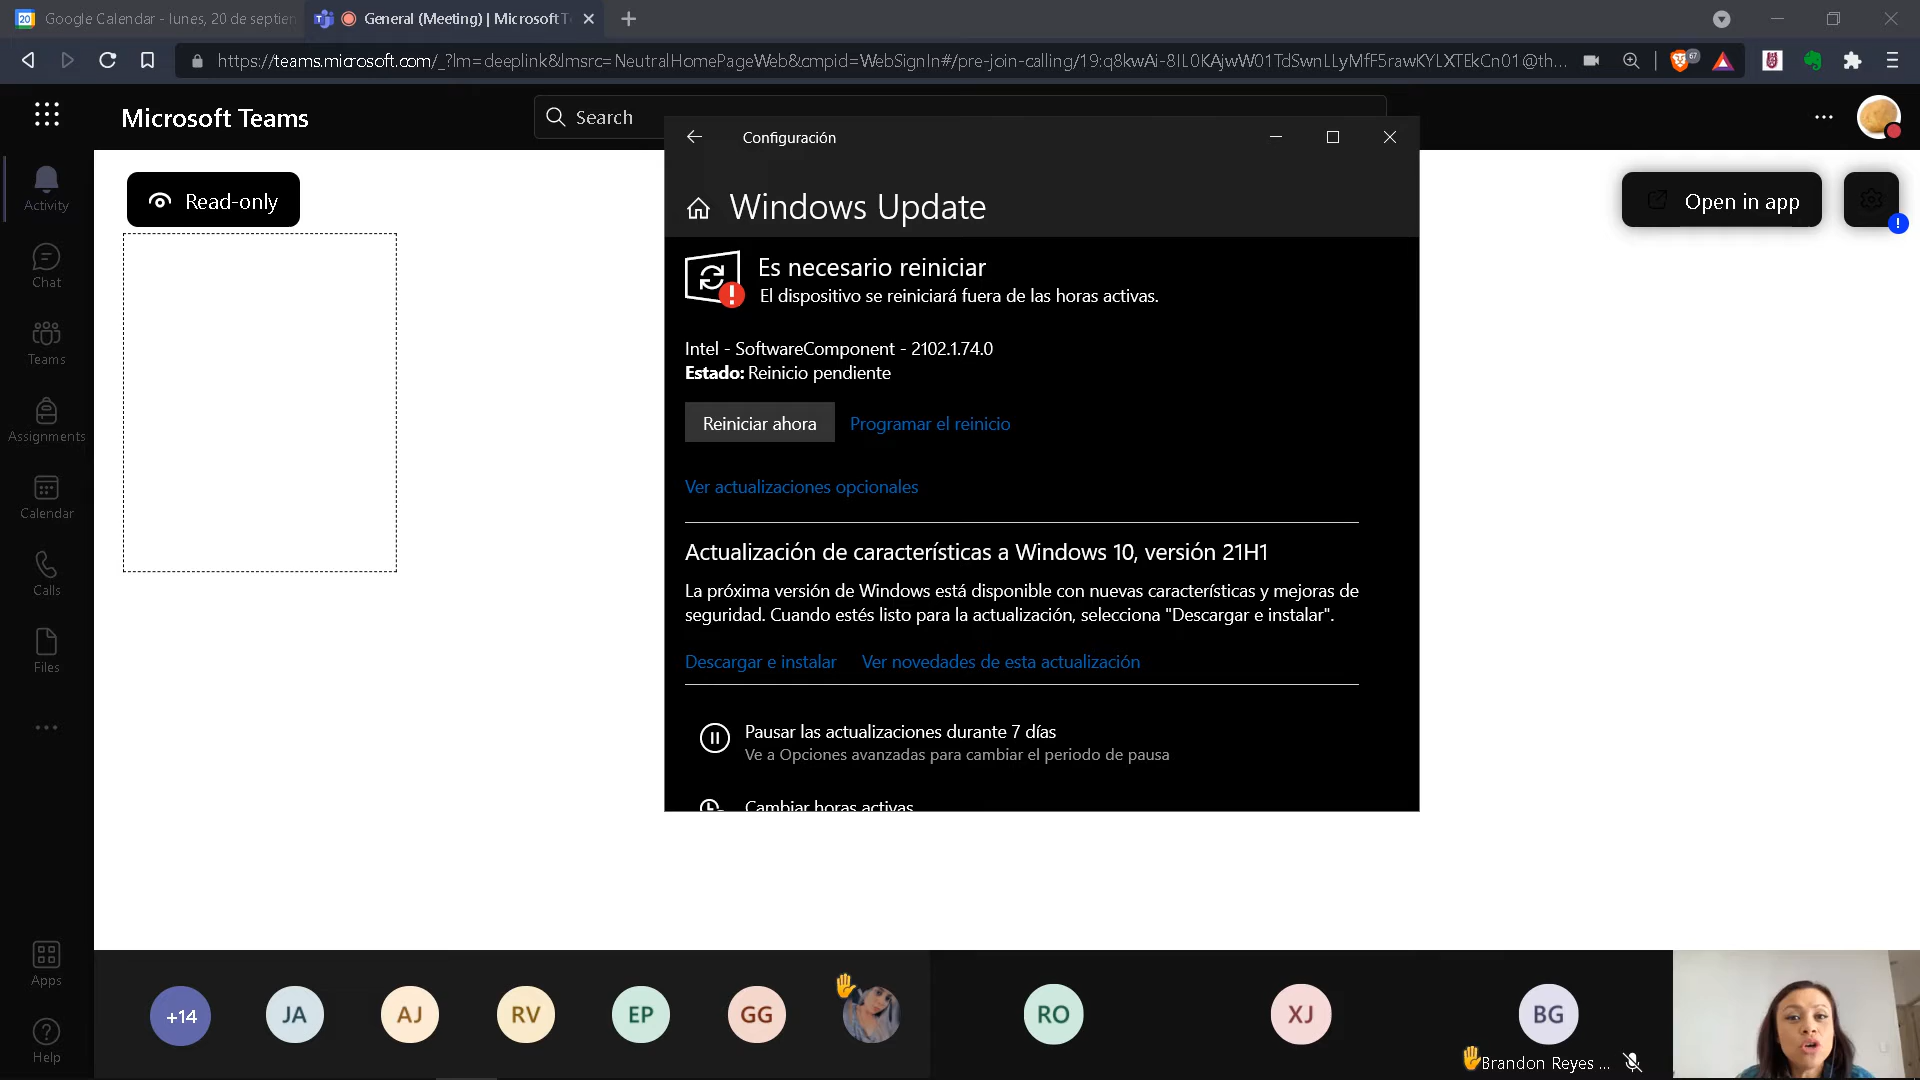 20 Google Calendar - lunes, 20 de septien
General (Meeting) | Microsoft T
https://teams.microsoft.com/_?lm=deeplink&lmsrc=NeutralHomePageWeb&cmpid=WebSignIn#/pre-join-calling/19:q8kwAi-8IL0KAjwW01TdSwnLLyMfF5rawKYLXTEkCn01@th...
67
Microsoft Teams
Search
Configuración
Activity
Read-only
Windows Update
Open in app
!
Es necesario reiniciar
El dispositivo se reiniciará fuera de las horas activas.
Chat
Teams
Intel - SoftwareComponent - 2102.1.74.0
Estado: Reinicio pendiente
Assignments
Reiniciar ahora
Programar el reinicio
Ver actualizaciones opcionales
Calendar
Actualización de características a Windows 10, versión 21H1
La próxima versión de Windows está disponible con nuevas características y mejoras de
seguridad. Cuando estés listo para la actualización, selecciona "Descargar e instalar".
Calls
Files
Descargar e instalar
Ver novedades de esta actualización
Pausar las actualizaciones durante 7 días
Ve a Opciones avanzadas para cambiar el periodo de pausa
Cambiar horas activas
Apps
Help
+14
JA
AJ
RV
EP
GG
RO
XJ
BG
Brandon Reyes ...